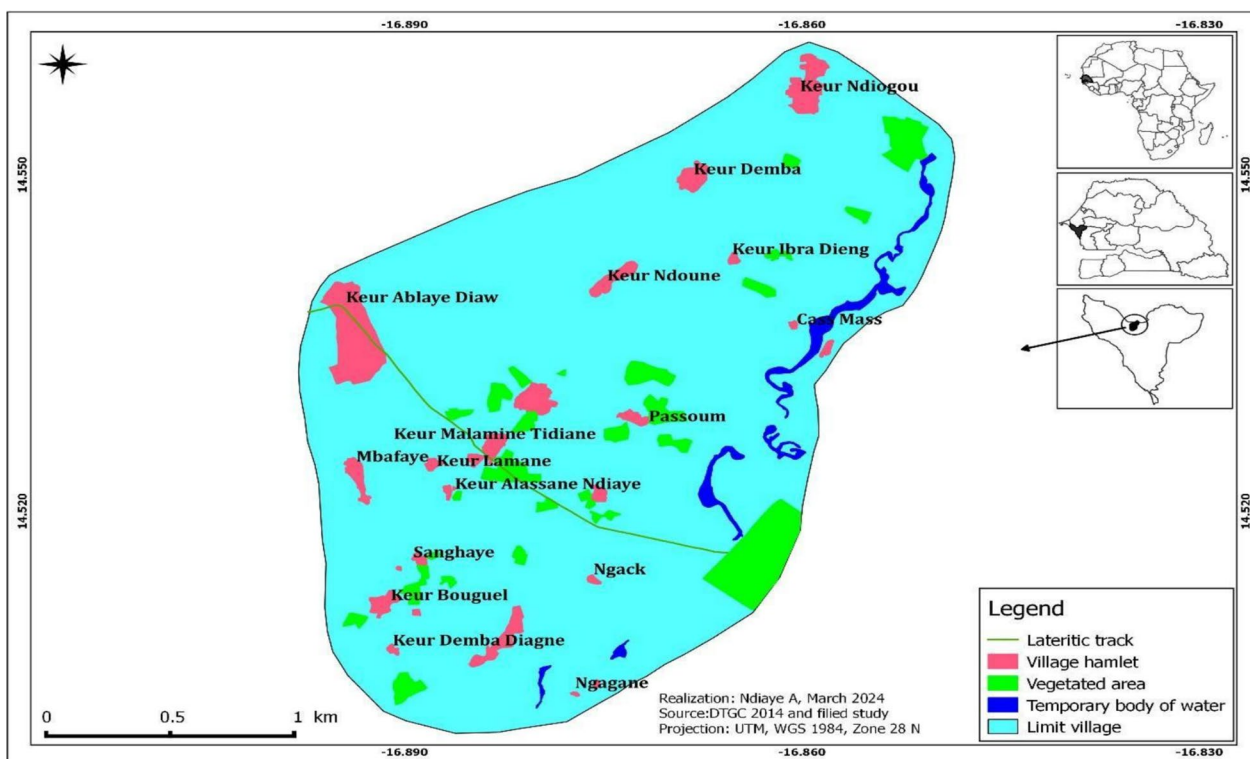 -16.890
-16.860
-16.830
14.550
14.550
14.520
14.520
Keur Ndiogou
Keur Demba
Keur Ibra Dieng
Keur Ndoune
Keur Ablaye Diaw
Cass Mass
Passoum
Keur Malamine Tidiane
Mbafaye
Keur Lamane
Keur Alassane Ndiaye
Sanghaye
Ngack
Keur Bouguel
Keur Demba Diagne
Ngagane
Legend
Lateritic track
Village hamlet
Vegetated area
Temporary body of water
Limit village
Realization: Ndiaye A, March 2024
Source:DTGC 2014 and filied study
Projection: UTM, WGS 1984, Zone 28 N
0 0.5 1 km
-16.890
-16.860
-16.830